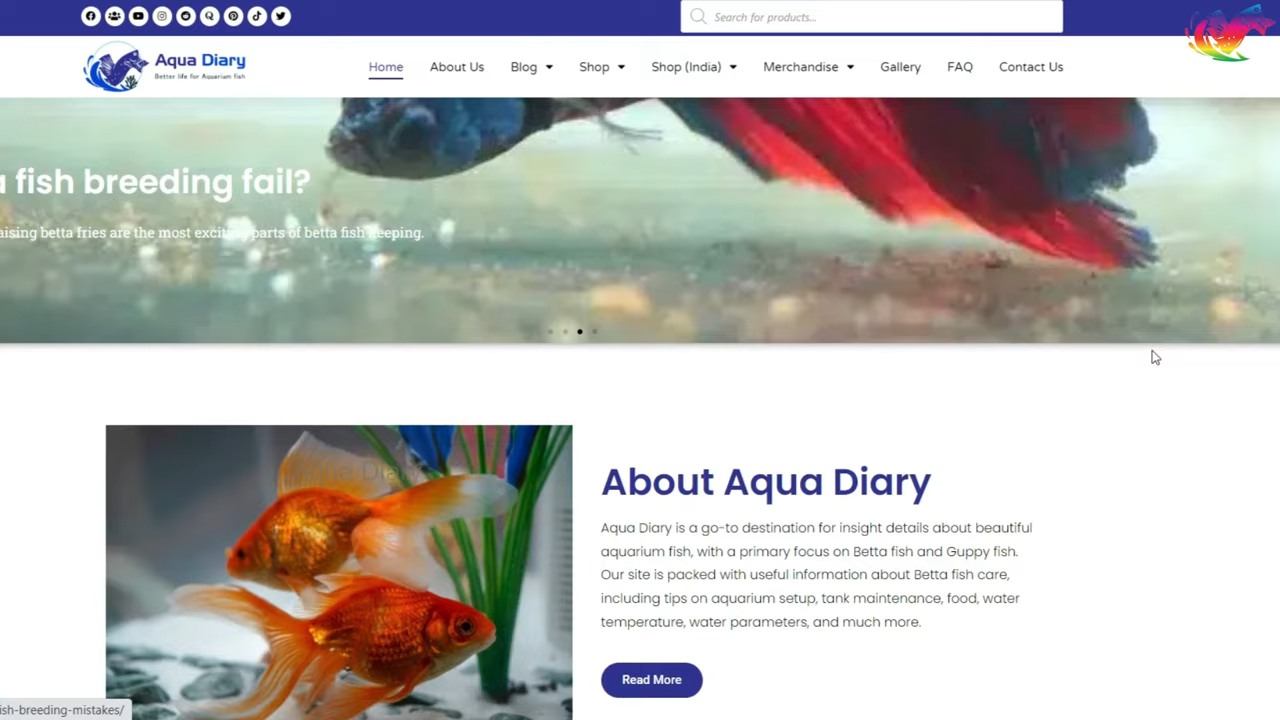 Search for products...
Aqua Diary
Better life for Aquarium fish
Home
About Us
Blog
Shop
Shop (India)
Merchandise
Gallery
FAQ
Contact Us
a fish breeding fail?
aising betta fries are the most exciting parts of betta fish keeping.
Aqua Diary
About Aqua Diary
Aqua Diary is a go-to destination for insight details about beautiful
aquarium fish, with a primary focus on Betta fish and Guppy fish.
Our site is packed with useful information about Betta fish care,
including tips on aquarium setup, tank maintenance, food, water
temperature, water parameters, and much more.
Read More
ish-breeding-mistakes/